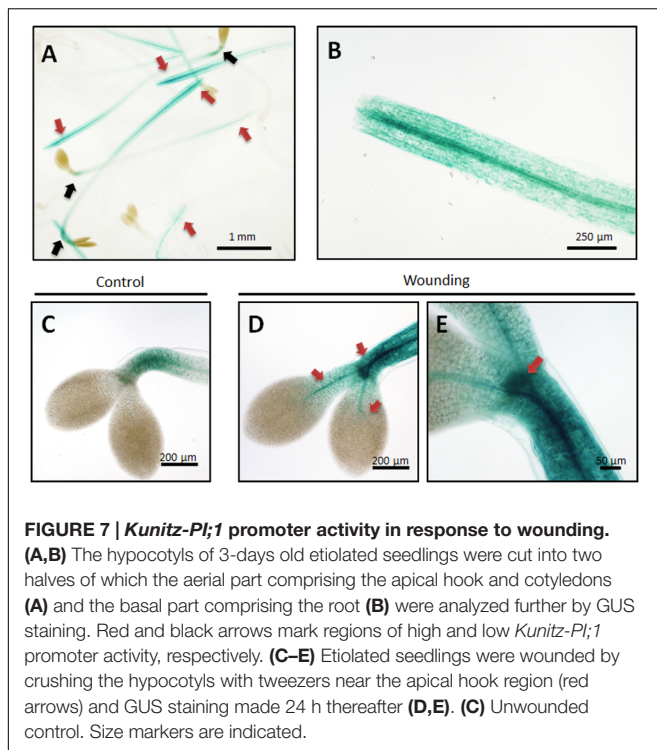 A
B
1 mm
250 µm
Control
Wounding
C
D
E
200 µm
200 µm
50 µm
FIGURE 7 | Kunitz-PI;1 promoter activity in response to wounding.
(A,B) The hypocotyls of 3-days old etiolated seedlings were cut into two
halves of which the aerial part comprising the apical hook and cotyledons
(A) and the basal part comprising the root (B) were analyzed further by GUS
staining. Red and black arrows mark regions of high and low Kunitz-PI;1
promoter activity, respectively. (C–E) Etiolated seedlings were wounded by
crushing the hypocotyls with tweezers near the apical hook region (red
arrows) and GUS staining made 24 h thereafter (D,E). (C) Unwounded
control. Size markers are indicated.